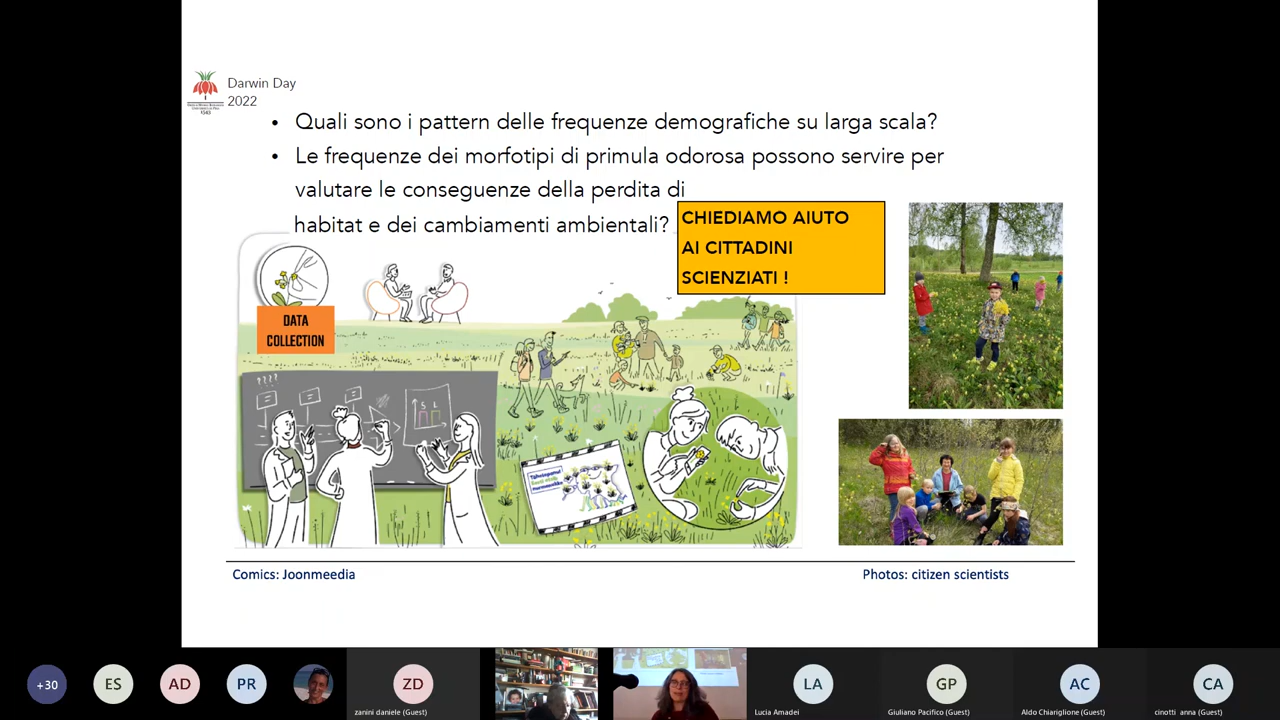 Darwin Day
2022
1543
• Quali sono i pattern delle frequenze demografiche su larga scala?
• Le frequenze dei morfotipi di primula odorosa possono servire per
valutare le conseguenze della perdita di
habitat e dei cambiamenti ambientali?
CHIEDIAMO AIUTO
AI CITTADINI
SCIENZIATI !
DATA
COLLECTION
????
S L
Comics: Joonmeedia
Photos: citizen scientists
+30
ES
AD
PR
ZD
LA
GP
AC
CA
zanini daniele (Guest)
Lucia Amadei
Giuliano Pacifico (Guest)
Aldo Chiariglione (Guest)
cinotti anna (Guest)